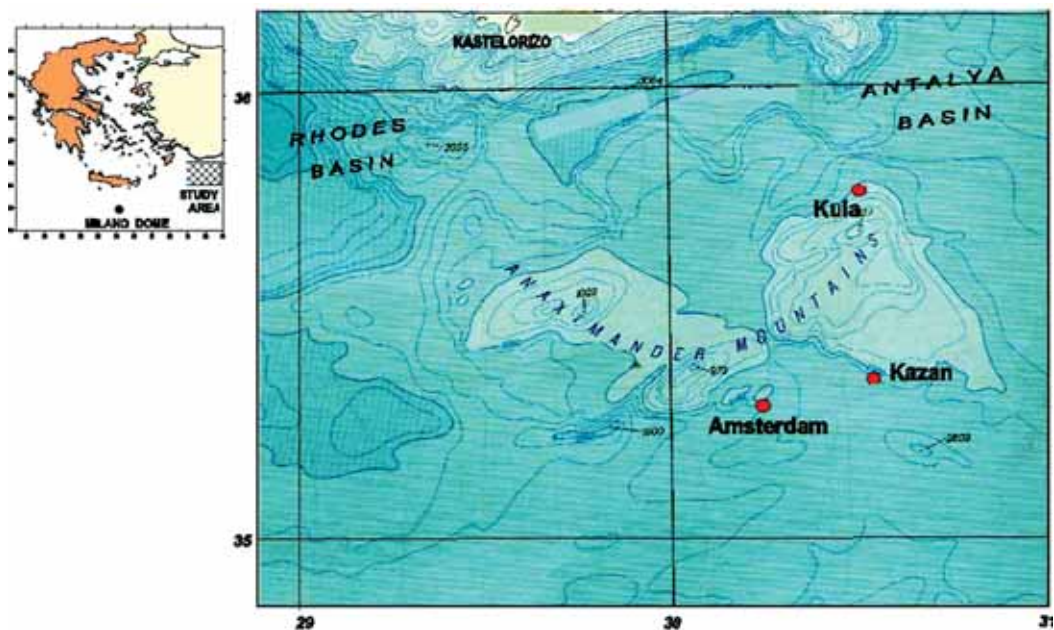 STUDY
AREA
MILANO DOME
KASTELORIZO
36
RHODES
BASIN
ANTALYA
BASIN
Kula
ANAXIMANDER MOUNTAINS
Kazan
Amsterdam
35
29
30
31